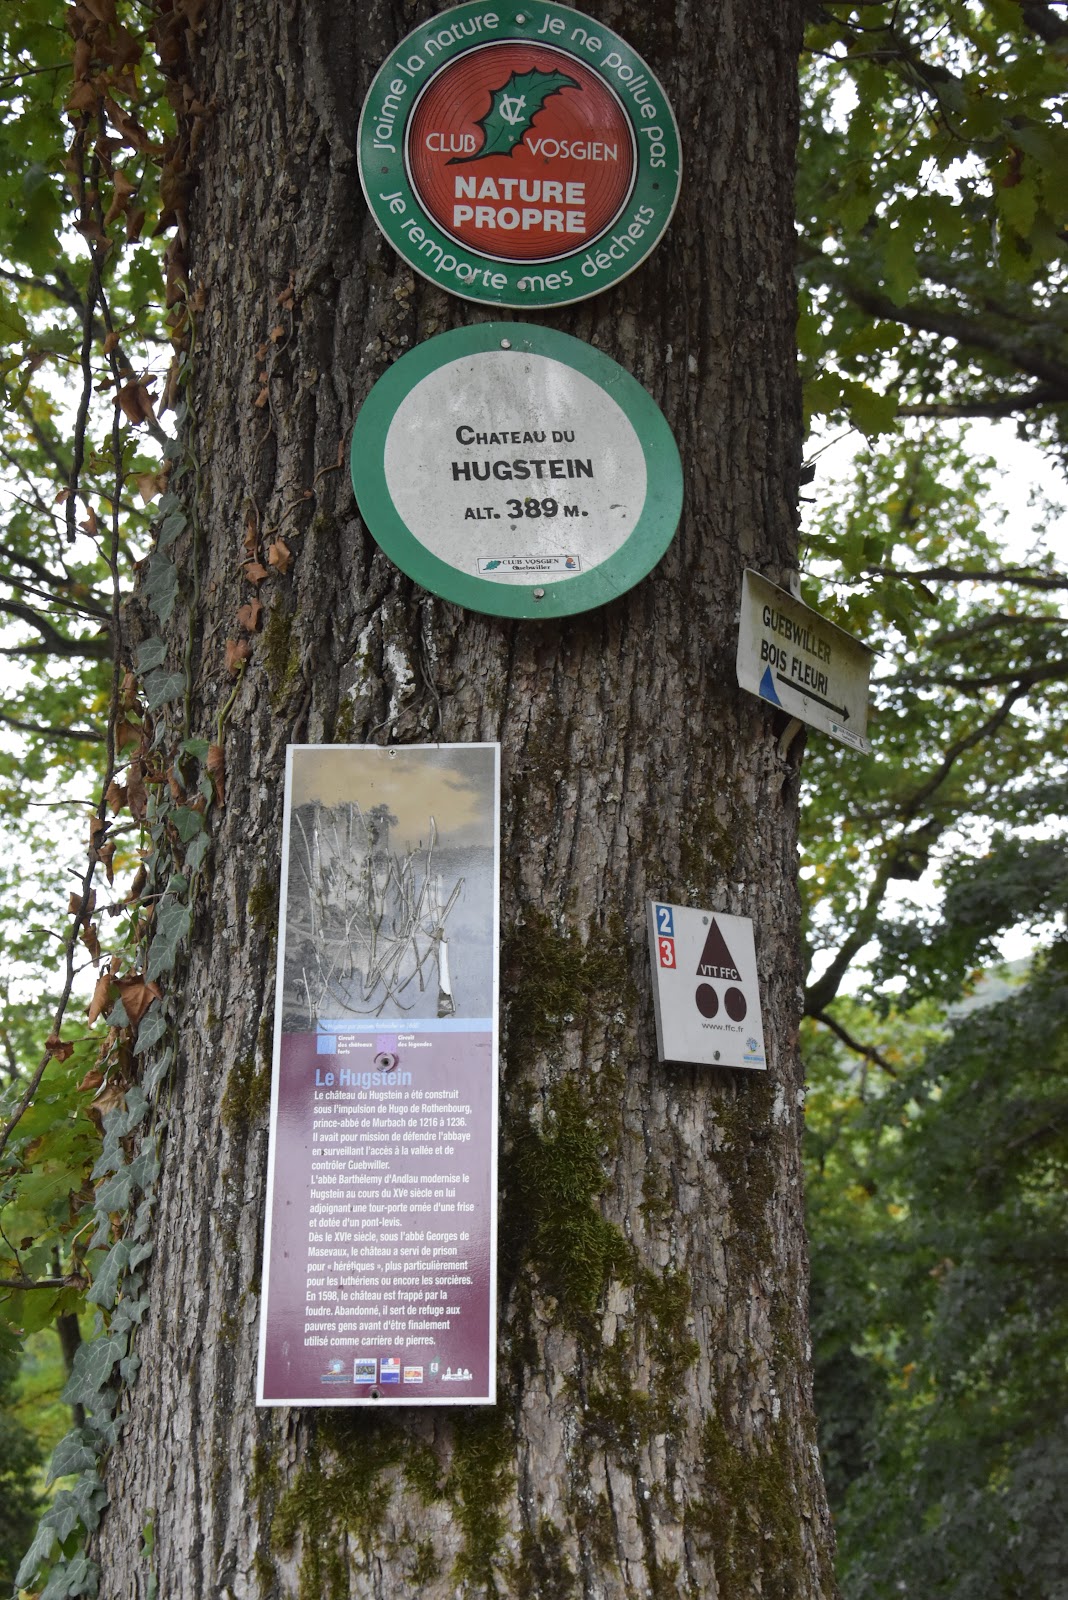 J'aime la nature
Je ne pollue pas
Je remporte mes déchets
CLUB VOSGIEN
NATURE
PROPRE
CHATEAU DU
HUGSTEIN
ALT. 389 M.
CLUB VOSGIEN
Guebwiller
GUEBWILLER
BOIS FLEURI
2
3
VTT FFC
www.ffc.fr
Circuit
des châteaux
forts
Circuit
des légendes
Le Hugstein
Le château du Hugstein a été construit
sous l'impulsion de Hugo de Rothenbourg,
prince-abbé de Murbach de 1216 à 1236.
Il avait pour mission de défendre l'abbaye
en surveillant l'accès à la vallée et de
contrôler Guebwiller.
L'abbé Barthélemy d'Andlau modernise le
Hugstein au cours du XVe siècle en lui
adjoignant une tour-porte ornée d'une frise
et dotée d'un pont-levis.
Dès le XVIe siècle, sous l'abbé Georges de
Masevaux, le château a servi de prison
pour « hérétiques », plus particulièrement
pour les luthériens ou encore les sorcières.
En 1598, le château est frappé par la
foudre. Abandonné, il sert de refuge aux
pauvres gens avant d'être finalement
utilisé comme carrière de pierres.